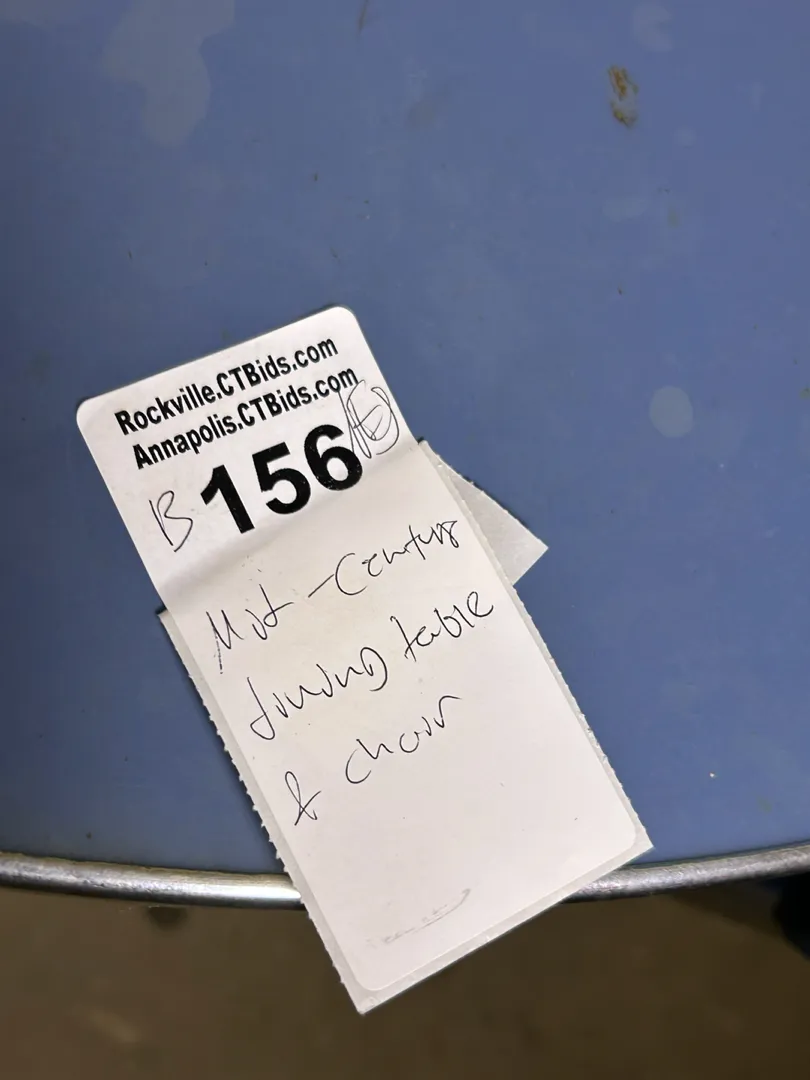 Rockville.CTBids.com
Annapolis.CTBids.com
B 156
Mid-Century
dining table
& chair